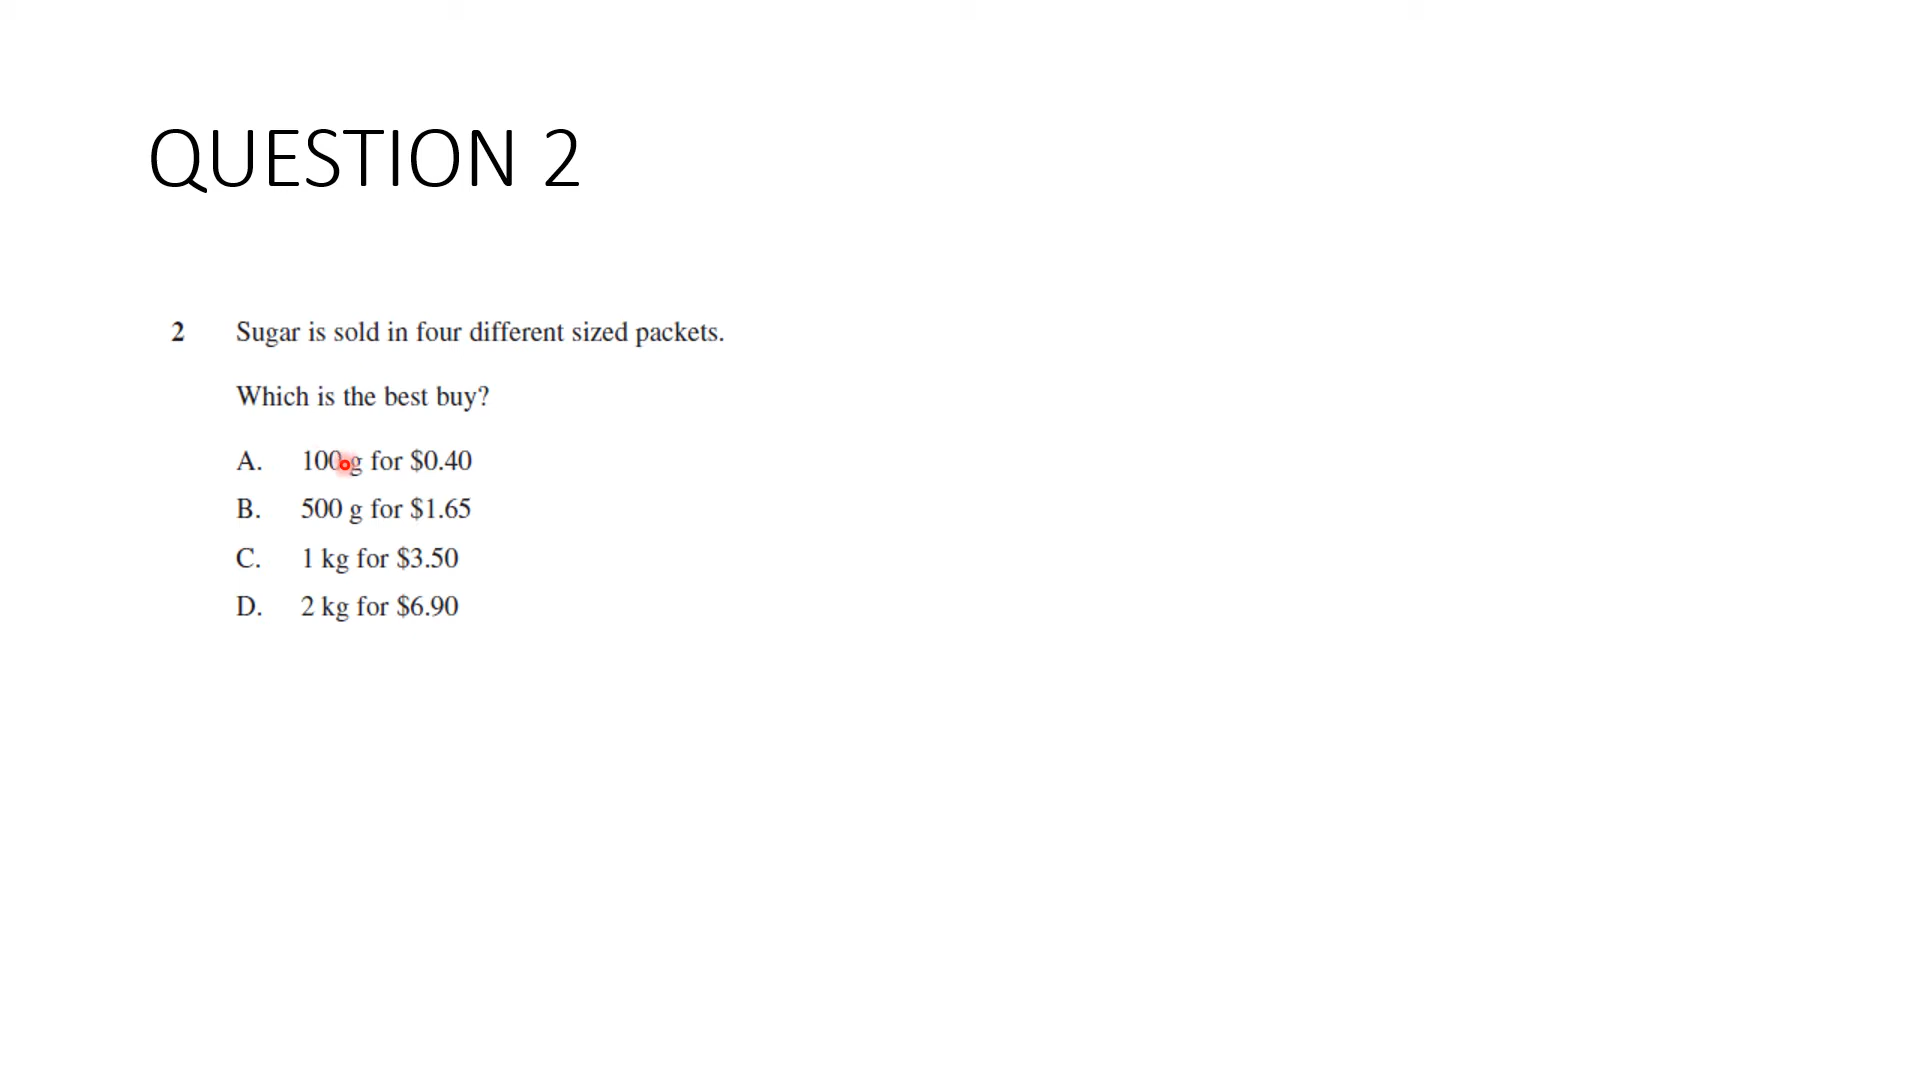 QUESTION 2
2 Sugar is sold in four different sized packets.
Which is the best buy?
A. 100 g for $0.40
B. 500 g for $1.65
C. 1 kg for $3.50
D. 2 kg for $6.90